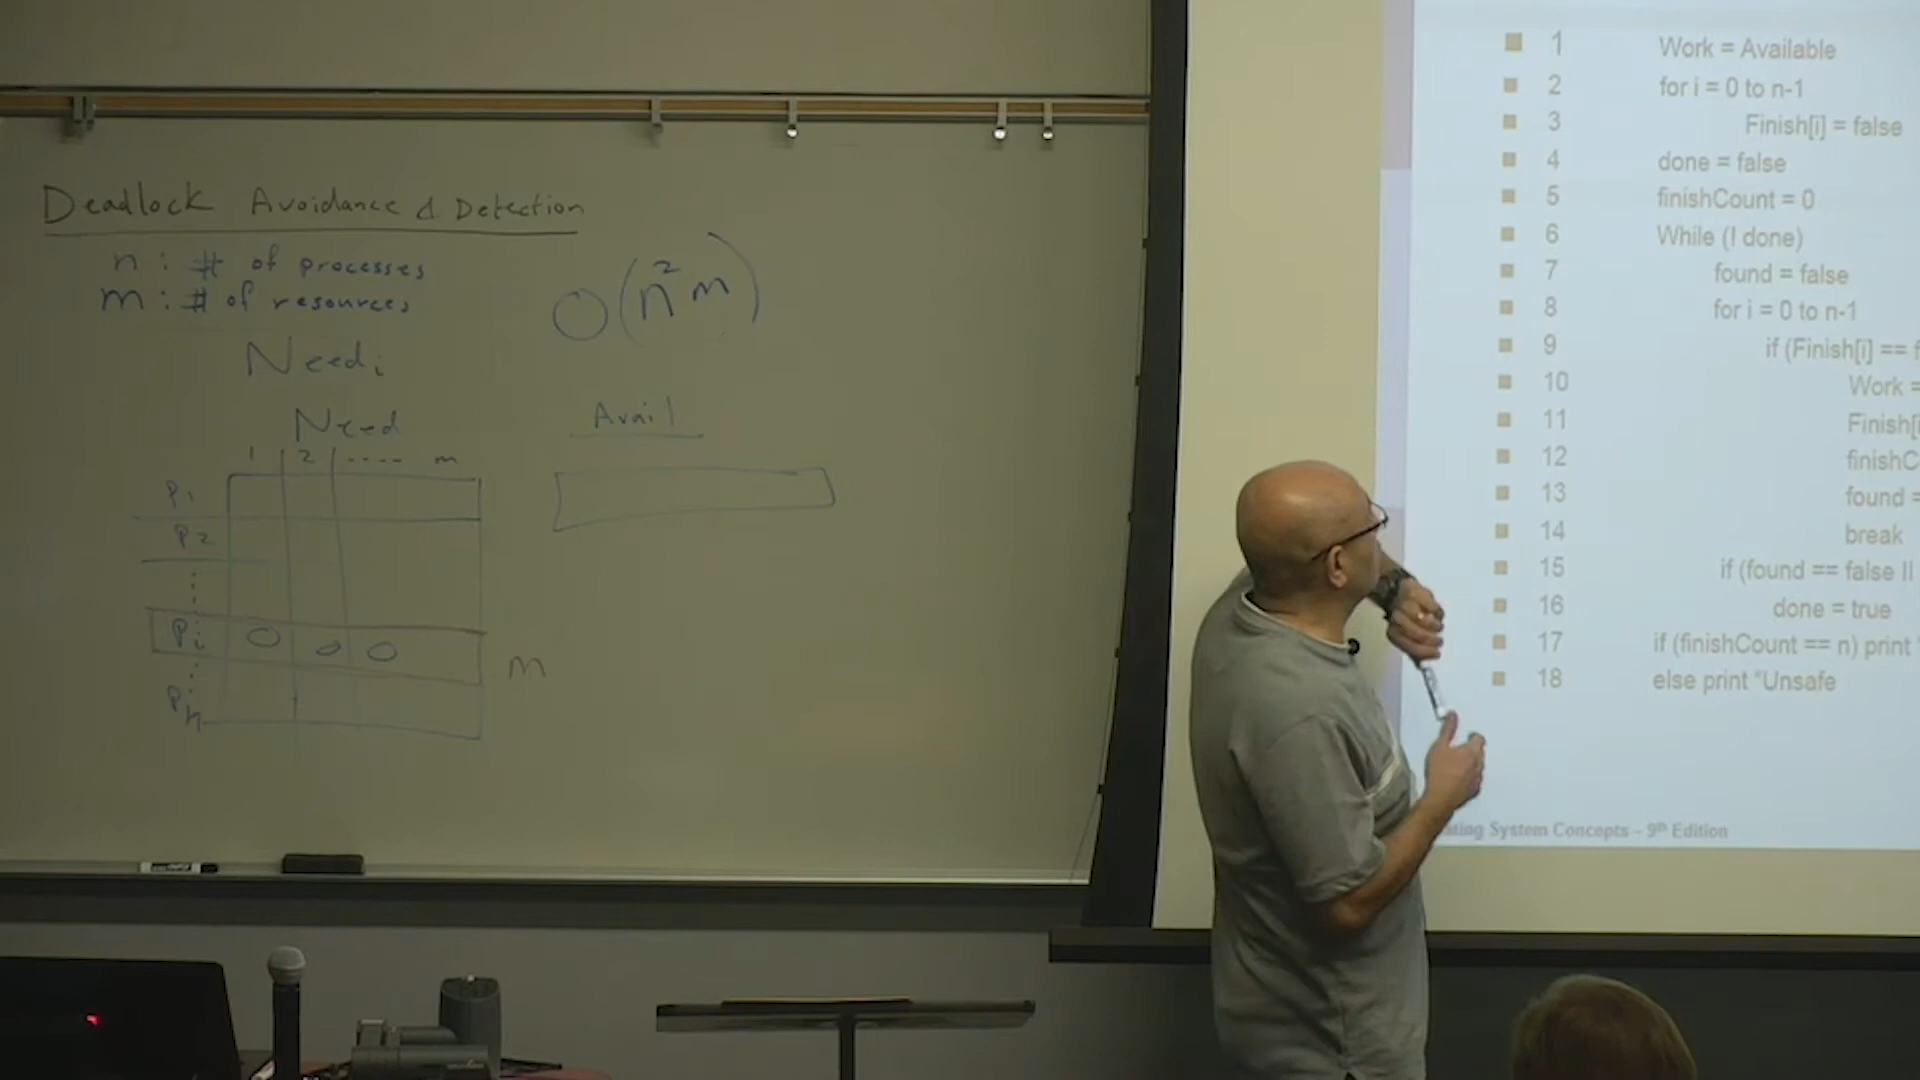 Deadlock Avoidance & Detection
n : # of processes
m : # of resources
O(n²m)
Needi
Need
Avail
1 2 ---- m
P1
P2
Pi O O O
m
Pn
1 Work = Available
2 for i = 0 to n-1
3 Finish[i] = false
4 done = false
5 finishCount = 0
6 While (! done)
7 found = false
8 for i = 0 to n-1
9 if (Finish[i] ==
10 Work =
11 Finish[
12 finishC
13 found =
14 break
15 if (found == false ||
16 done = true
17 if (finishCount == n) print
18 else print "Unsafe
ating System Concepts – 9th Edition